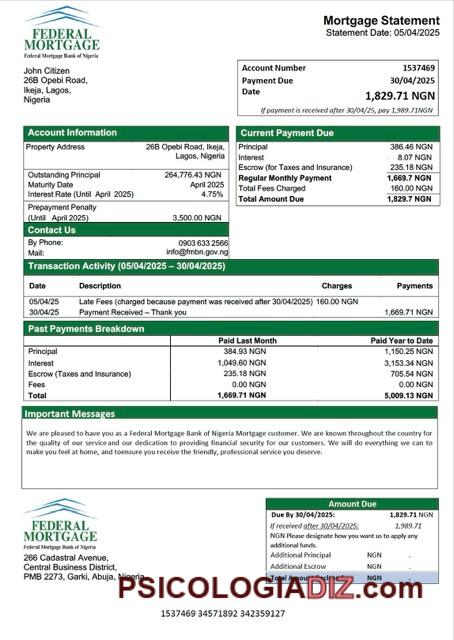 FEDERAL
MORTGAGE
Federal Mortgage Bank of Nigeria
Mortgage Statement
Statement Date: 05/04/2025
John Citizen
26B Opebi Road,
Ikeja, Lagos,
Nigeria
Account Number 1537469
Payment Due 30/04/2025
Date 1,829.71 NGN
If payment is received after 30/04/25, pay 1,989.71NGN
Account Information
Property Address 26B Opebi Road, Ikeja,
Lagos, Nigeria
Outstanding Principal 264,776.43 NGN
Maturity Date April 2025
Interest Rate (Until April 2025) 4.75%
Prepayment Penalty
(Until April 2025) 3,500.00 NGN
Contact Us
By Phone: 0903 633 2566
Mail: info@fmbn.gov.ng
Current Payment Due
Principal 386.46 NGN
Interest 8.07 NGN
Escrow (for Taxes and Insurance) 235.18 NGN
Regular Monthly Payment 1,669.7 NGN
Total Fees Charged 160.00 NGN
Total Amount Due 1,829.7 NGN
Transaction Activity (05/04/2025 – 30/04/2025)
Date Description Charges Payments
05/04/25 Late Fees (charged because payment was received after 30/04/2025) 160.00 NGN
30/04/25 Payment Received – Thank you 1,669.71 NGN
Past Payments Breakdown
Paid Last Month Paid Year to Date
Principal 384.93 NGN 1,150.25 NGN
Interest 1,049.60 NGN 3,153.34 NGN
Escrow (Taxes and Insurance) 235.18 NGN 705.54 NGN
Fees 0.00 NGN 0.00 NGN
Total 1,669.71 NGN 5,009.13 NGN
Important Messages
We are pleased to have you as a Federal Mortgage Bank of Nigeria Mortgage customer. We are known throughout the country for
the quality of our service and our dedication to providing financial security for our customers. We will do everything we can to
make you feel at home, and toensure you receive the friendly, professional service you deserve.
FEDERAL
MORTGAGE
Federal Mortgage Bank of Nigeria
266 Cadastral Avenue,
Central Business District,
PMB 2273, Garki, Abuja, Nigeria
Amount Due
Due By 30/04/2025: 1,829.71 NGN
If received after 30/04/2025: 1,989.71
NGN Please designate how you want us to apply any
additional funds.
Additional Principal NGN .
Additional Escrow NGN .
Total Amount NGN .
PSICOLOGIADIZ.com
1537469 34571892 342359127